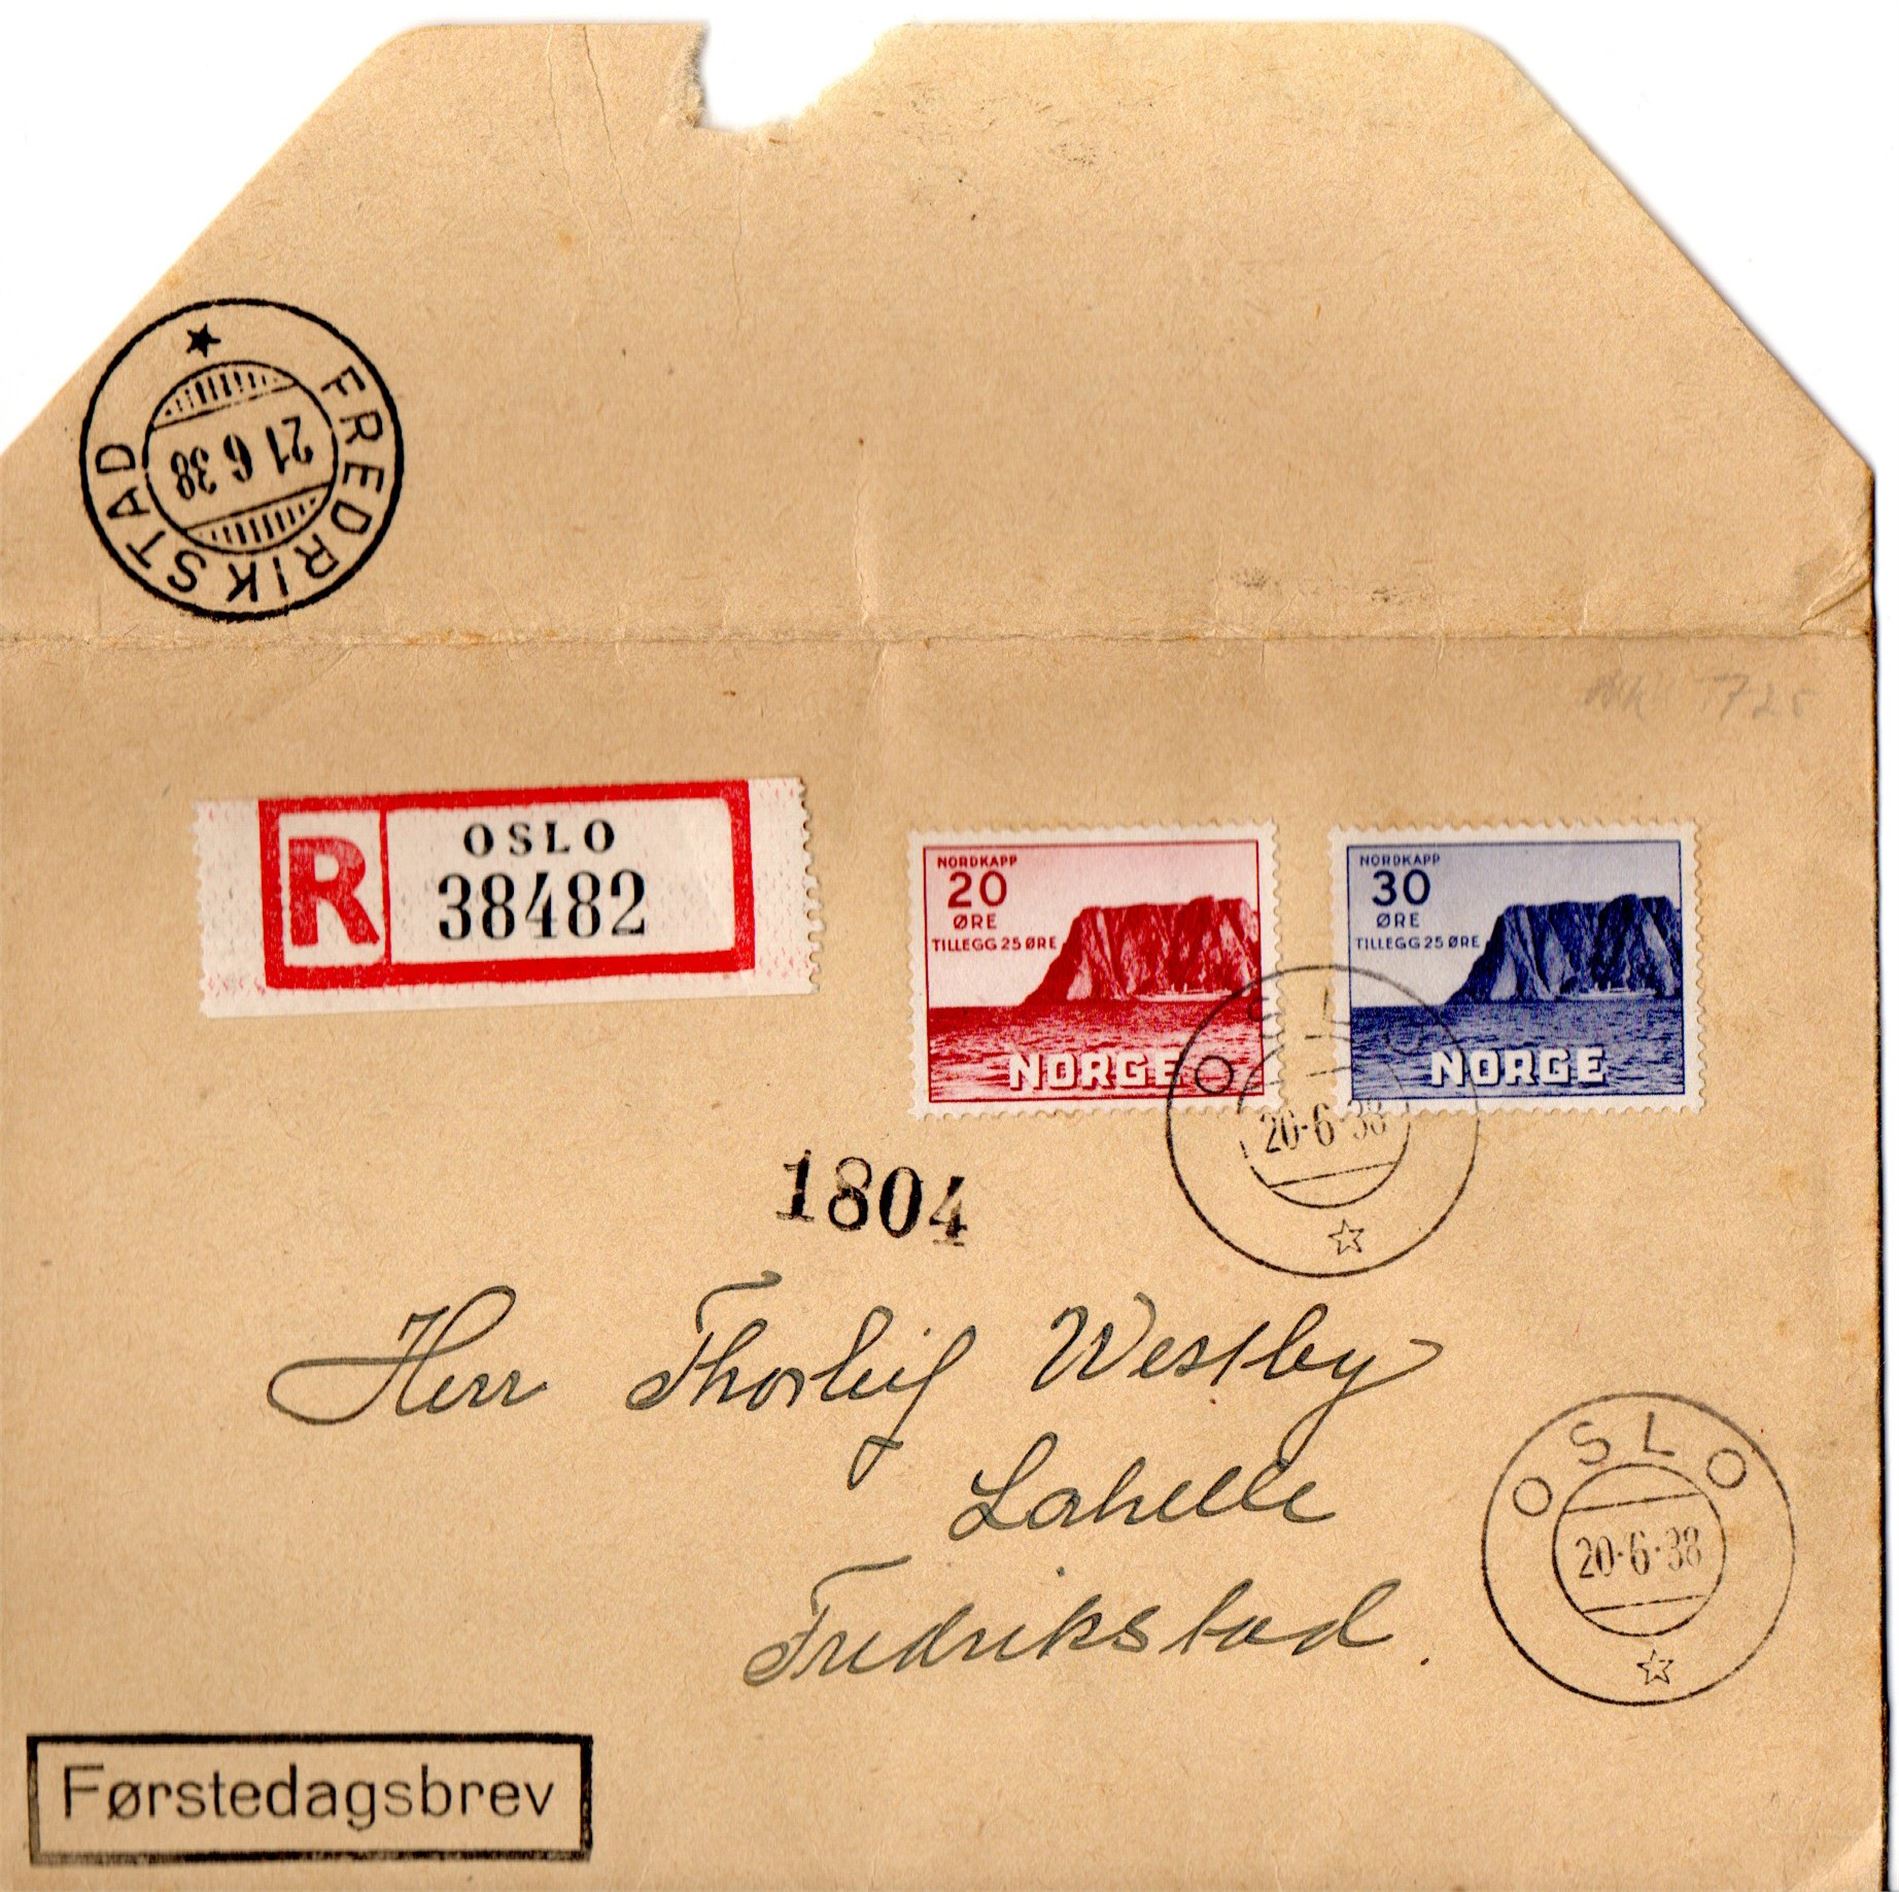 FREDRIKSTAD
21 6 38
R
OSLO
38482
NORDKAPP
20
ØRE
TILLEGG 25 ØRE
NORGE
NORDKAPP
30
ØRE
TILLEGG 25 ØRE
NORGE
OSLO
20-6-38
1804
Herr Thorleif Westby
Lahelle
Fredrikstad.
OSLO
20·6·38
Førstedagsbrev